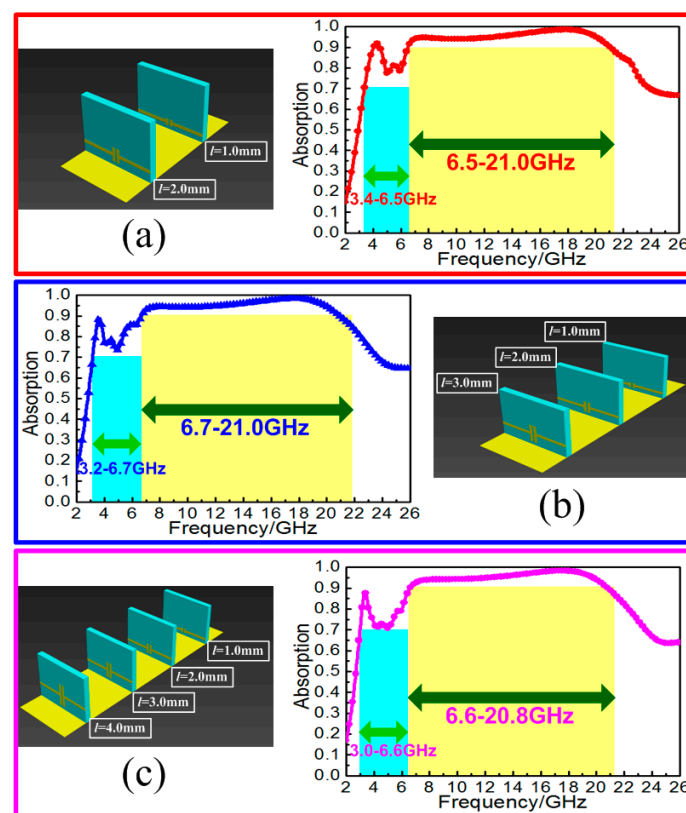 l=1.0mm
l=2.0mm
(a)
Absorption
1.0
0.9
0.8
0.7
0.6
0.5
0.4
0.3
0.2
0.1
0.0
6.5-21.0GHz
3.4-6.5GHz
2 4 6 8 10 12 14 16 18 20 22 24 26
Frequency/GHz
Absorption
1.0
0.9
0.8
0.7
0.6
0.5
0.4
0.3
0.2
0.1
0.0
6.7-21.0GHz
3.2-6.7GHz
2 4 6 8 10 12 14 16 18 20 22 24 26
Frequency/GHz
l=1.0mm
l=2.0mm
l=3.0mm
(b)
l=1.0mm
l=2.0mm
l=3.0mm
l=4.0mm
(c)
Absorption
1.0
0.9
0.8
0.7
0.6
0.5
0.4
0.3
0.2
0.1
0.0
6.6-20.8GHz
3.0-6.6GHz
2 4 6 8 10 12 14 16 18 20 22 24 26
Frequency/GHz